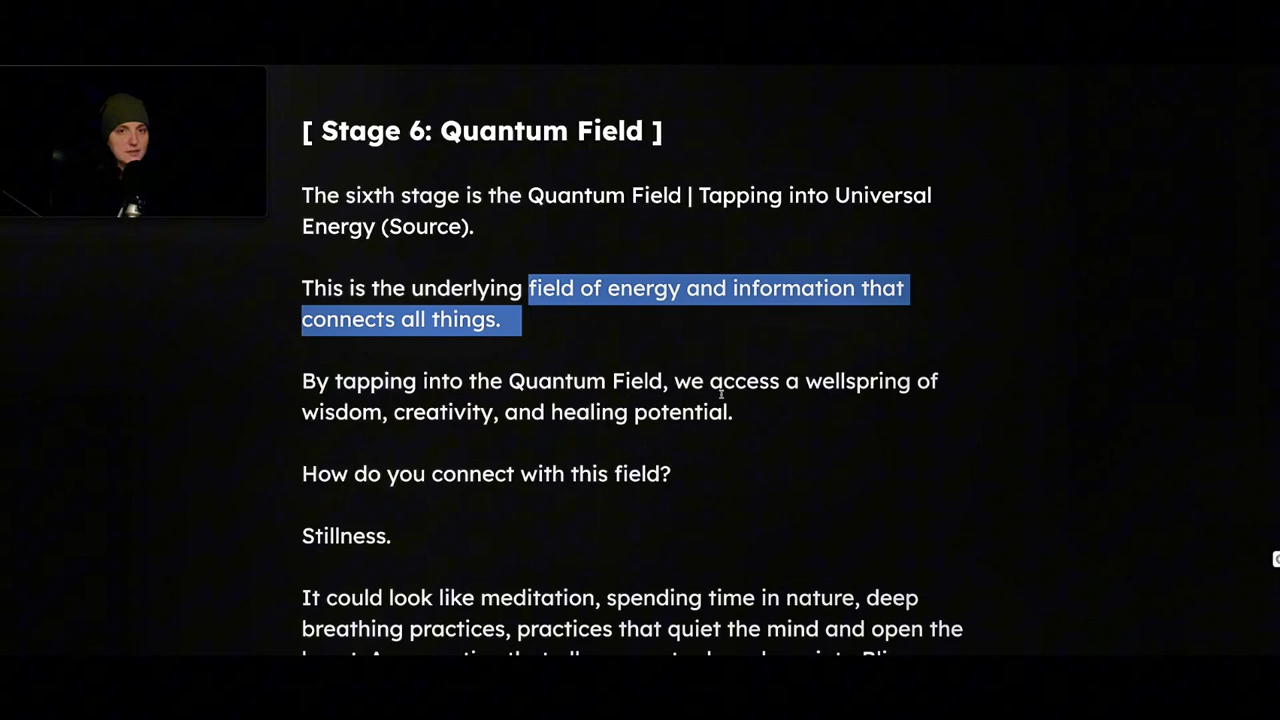 [ Stage 6: Quantum Field ]
The sixth stage is the Quantum Field | Tapping into Universal
Energy (Source).
This is the underlying field of energy and information that
connects all things.
By tapping into the Quantum Field, we access a wellspring of
wisdom, creativity, and healing potential.
How do you connect with this field?
Stillness.
It could look like meditation, spending time in nature, deep
breathing practices, practices that quiet the mind and open the